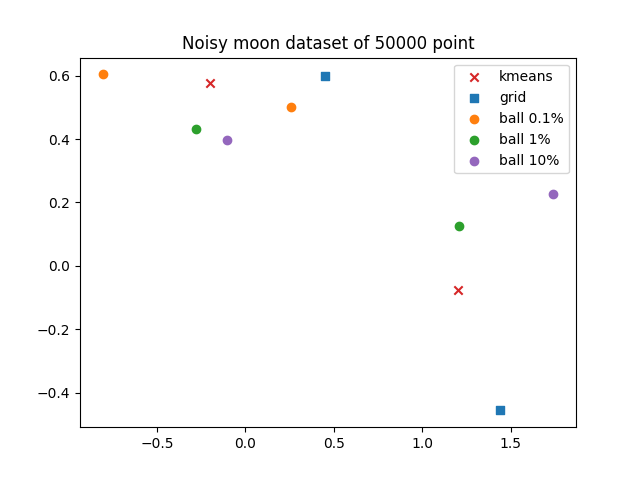 Noisy moon dataset of 50000 point
kmeans
grid
ball 0.1%
ball 1%
ball 10%
0.6
0.4
0.2
0.0
−0.2
−0.4
−0.5 0.0 0.5 1.0 1.5